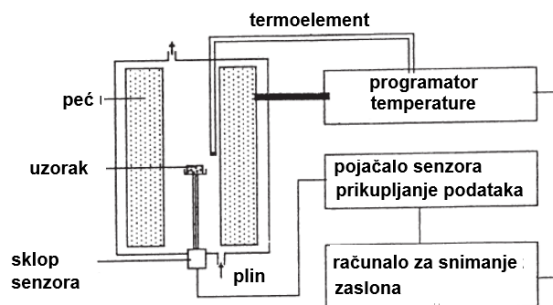 termoelement
peć
programator
temperature
uzorak
pojačalo senzora
prikupljanje podataka
sklop
senzora
plin
računalo za snimanje
zaslona